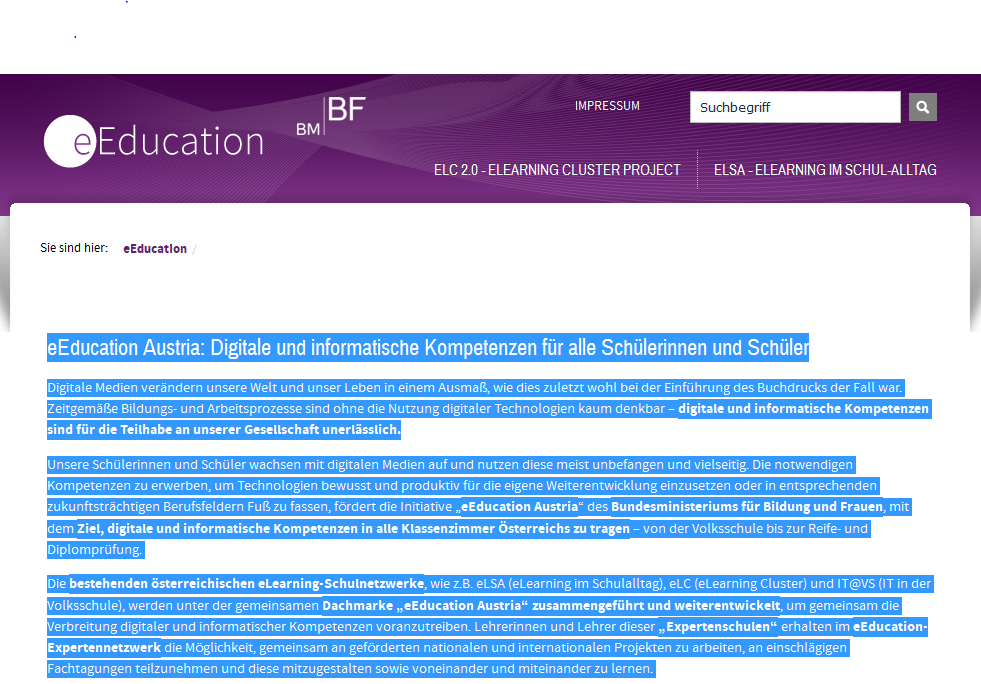 eEducation
BM BF
IMPRESSUM
Suchbegriff
ELC 2.0 - ELEARNING CLUSTER PROJECT
ELSA - ELEARNING IM SCHUL-ALLTAG
Sie sind hier: eEducation /
eEducation Austria: Digitale und informatische Kompetenzen für alle Schülerinnen und Schüler
Digitale Medien verändern unsere Welt und unser Leben in einem Ausmaß, wie dies zuletzt wohl bei der Einführung des Buchdrucks der Fall war.
Zeitgemäße Bildungs- und Arbeitsprozesse sind ohne die Nutzung digitaler Technologien kaum denkbar – digitale und informatische Kompetenzen
sind für die Teilhabe an unserer Gesellschaft unerlässlich.
Unsere Schülerinnen und Schüler wachsen mit digitalen Medien auf und nutzen diese meist unbefangen und vielseitig. Die notwendigen
Kompetenzen zu erwerben, um Technologien bewusst und produktiv für die eigene Weiterentwicklung einzusetzen oder in entsprechenden
zukunftsträchtigen Berufsfeldern Fuß zu fassen, fördert die Initiative „eEducation Austria“ des Bundesministeriums für Bildung und Frauen, mit
dem Ziel, digitale und informatische Kompetenzen in alle Klassenzimmer Österreichs zu tragen – von der Volksschule bis zur Reife- und
Diplomprüfung.
Die bestehenden österreichischen eLearning-Schulnetzwerke, wie z.B. eLSA (eLearning im Schulalltag), eLC (eLearning Cluster) und IT@VS (IT in der
Volksschule), werden unter der gemeinsamen Dachmarke „eEducation Austria“ zusammengeführt und weiterentwickelt, um gemeinsam die
Verbreitung digitaler und informatischer Kompetenzen voranzutreiben. Lehrerinnen und Lehrer dieser „Expertenschulen“ erhalten im eEducation-
Expertennetzwerk die Möglichkeit, gemeinsam an geförderten nationalen und internationalen Projekten zu arbeiten, an einschlägigen
Fachtagungen teilzunehmen und diese mitzugestalten sowie voneinander und miteinander zu lernen.